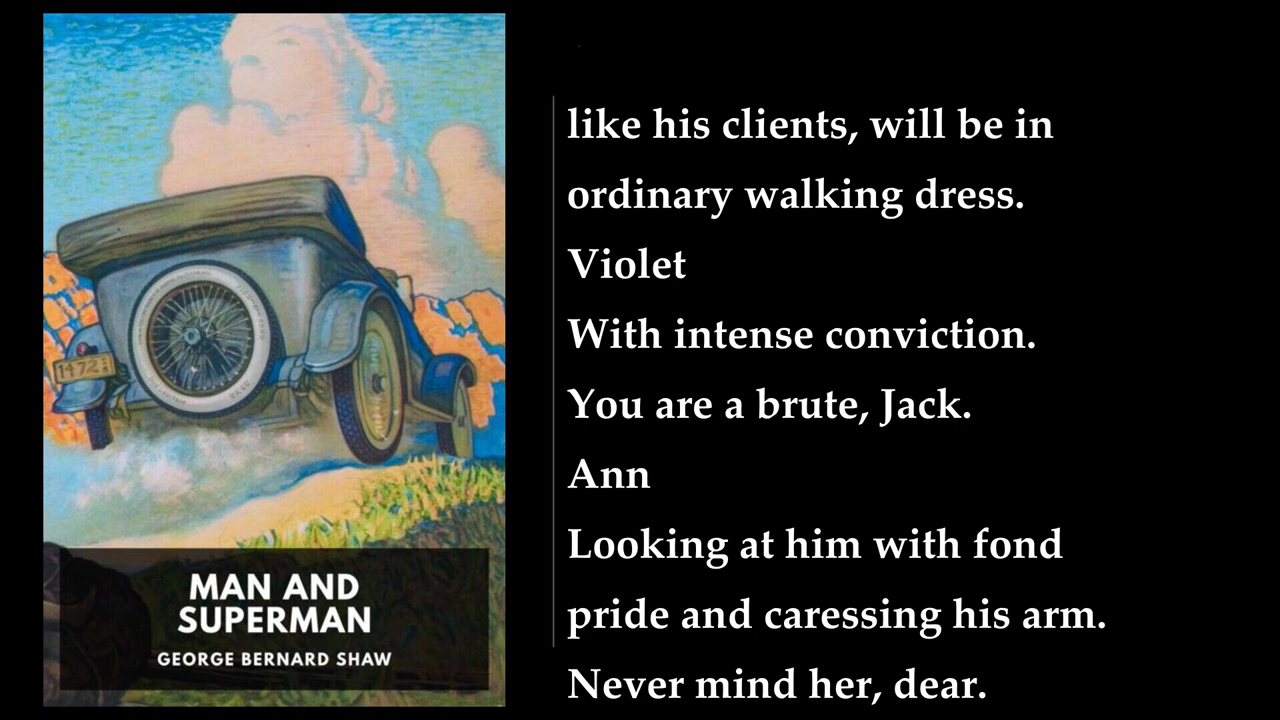 1472
MAN AND
SUPERMAN
GEORGE BERNARD SHAW
like his clients, will be in
ordinary walking dress.
Violet
With intense conviction.
You are a brute, Jack.
Ann
Looking at him with fond
pride and caressing his arm.
Never mind her, dear.